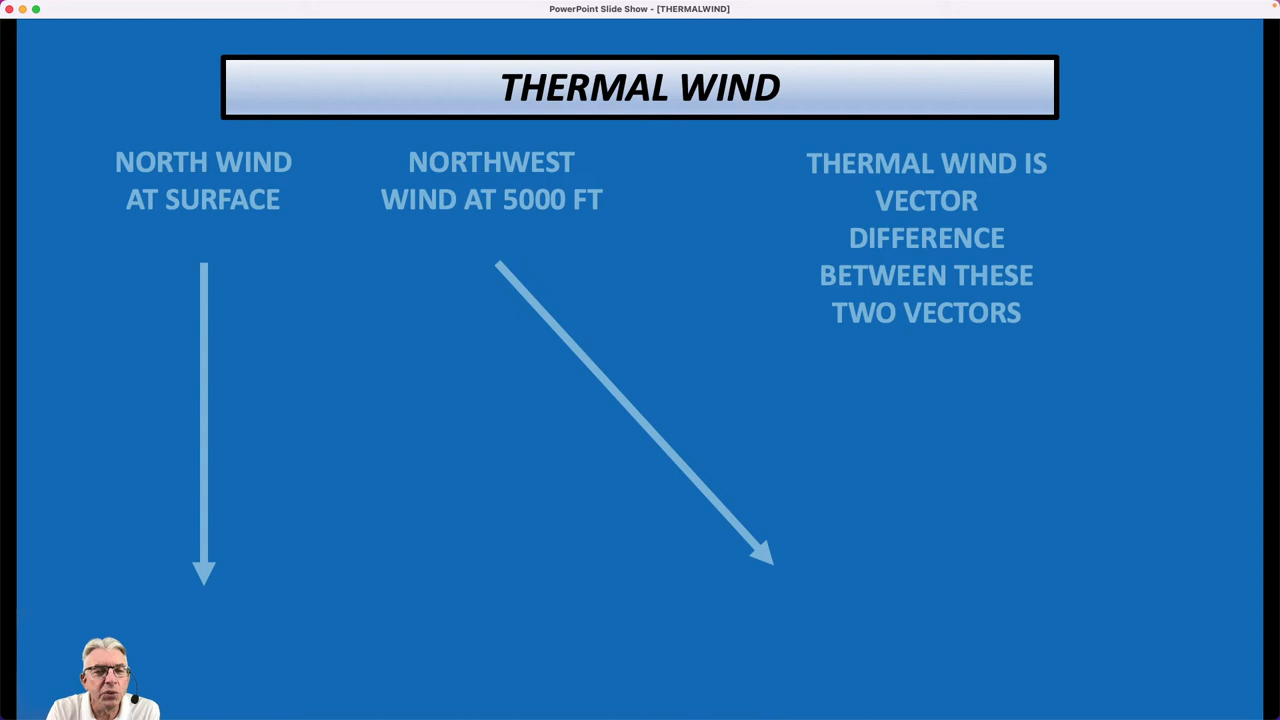 PowerPoint Slide Show - [THERMALWIND]
THERMAL WIND
NORTH WIND
AT SURFACE
NORTHWEST
WIND AT 5000 FT
THERMAL WIND IS
VECTOR
DIFFERENCE
BETWEEN THESE
TWO VECTORS